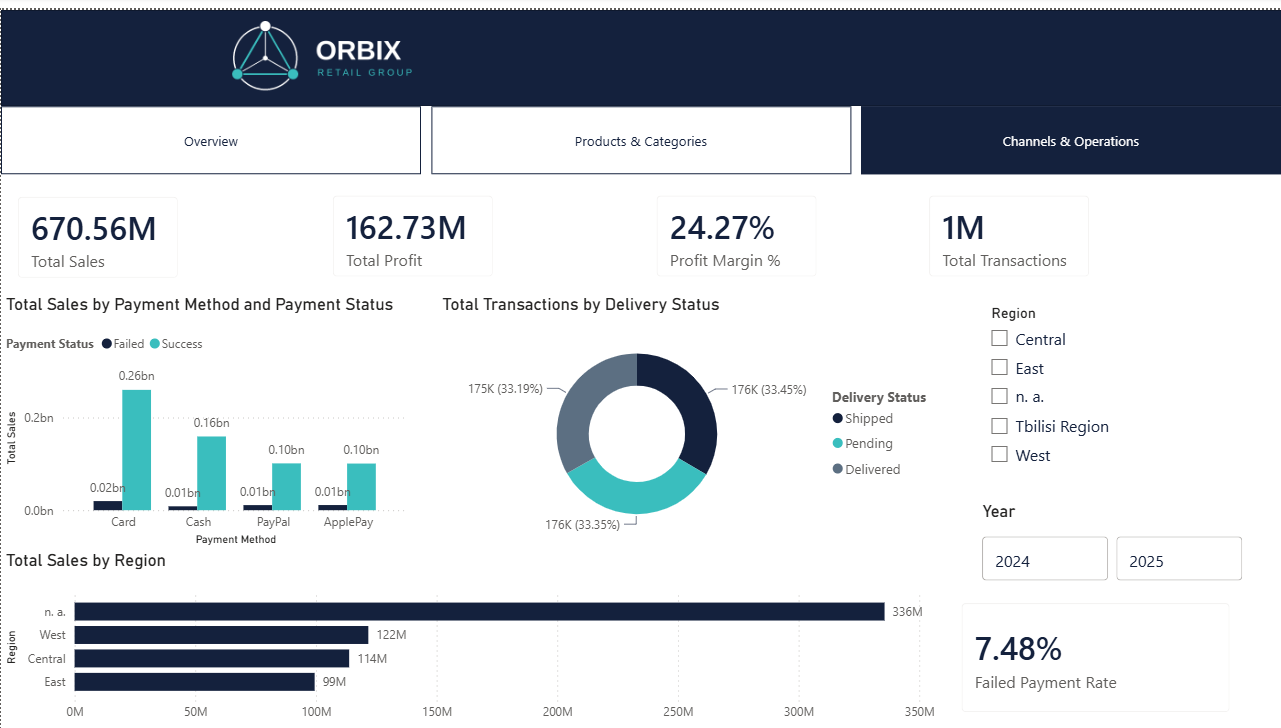 ORBIX
RETAIL GROUP
Overview
Products & Categories
Channels & Operations
670.56M
Total Sales
162.73M
Total Profit
24.27%
Profit Margin %
1M
Total Transactions
Total Sales by Payment Method and Payment Status
Payment Status Failed Success
Total Sales
0.2bn
0.0bn
0.02bn
0.26bn
0.01bn
0.16bn
0.01bn
0.10bn
0.01bn
0.10bn
Card
Cash
PayPal
ApplePay
Payment Method
Total Transactions by Delivery Status
175K (33.19%)
176K (33.45%)
176K (33.35%)
Delivery Status
Shipped
Pending
Delivered
Region
Central
East
n. a.
Tbilisi Region
West
Year
2024
2025
Total Sales by Region
Region
n. a.
336M
West
122M
Central
114M
East
99M
0M
50M
100M
150M
200M
250M
300M
350M
7.48%
Failed Payment Rate